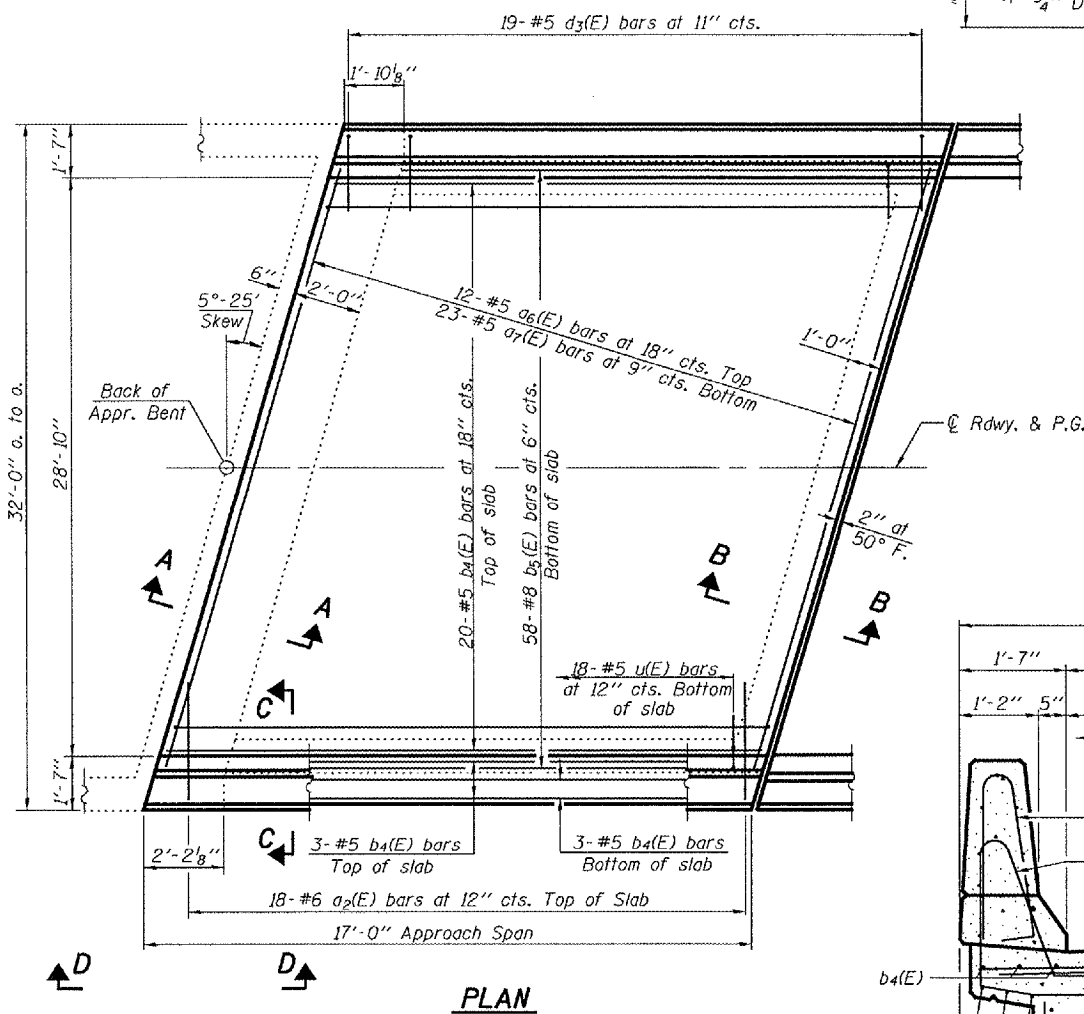 19-#5 d3(E) bars at 11" cts.
1'-10 1/8"
1'-7"
32'-0" o. to o.
28'-10"
1'-7"
6"
5°-25'
Skew
2'-0"
12-#5 a6(E) bars at 18" cts. Top
23-#5 a7(E) bars at 9" cts. Bottom
1'-0"
Back of
Appr. Bent
20-#5 b4(E) bars at 18" cts.
Top of slab
58-#8 b5(E) bars at 6" cts.
Bottom of slab
℄ Rdwy. & P.G.
2" at
50° F.
A
A
B
B
18-#5 u(E) bars
at 12" cts. Bottom
of slab
C
C
1'-7"
1'-2"
5"
2'-2 1/8"
3-#5 b4(E) bars
Top of slab
3-#5 b4(E) bars
Bottom of slab
18-#6 a2(E) bars at 12" cts. Top of Slab
17'-0" Approach Span
D
D
PLAN
b4(E)